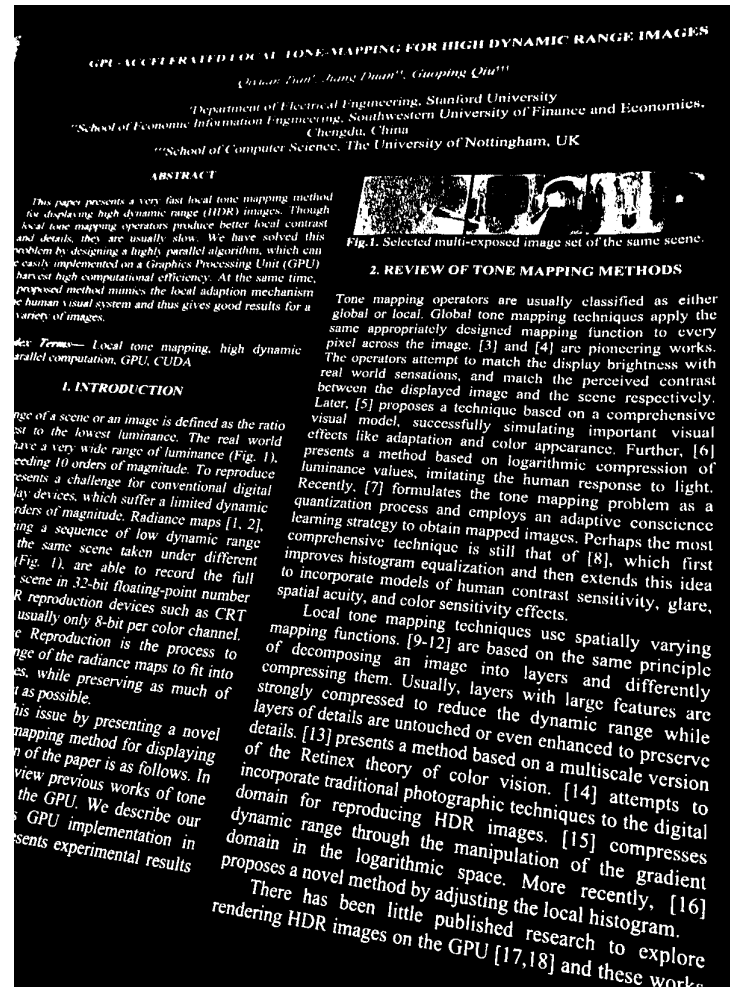 GPU-ACCELERATED LOCAL TONE-MAPPING FOR HIGH DYNAMIC RANGE IMAGES
Jiang Duan", Guoping Qiu'''
'Department of Electrical Engineering, Stanford University
"School of Economic Information Engineering, Southwestern University of Finance and Economics,
Chengdu, China
'''School of Computer Science, The University of Nottingham, UK
ABSTRACT
This paper presents a very fast local tone mapping method
for displaying high dynamic range (HDR) images. Though
local tone mapping operators produce better local contrast
and details, they are usually slow. We have solved this
problem by designing a highly parallel algorithm, which can
e easily implemented on a Graphics Processing Unit (GPU)
harvest high computational efficiency. At the same time,
proposed method mimics the local adaption mechanism
e human visual system and thus gives good results for a
variety of images.
dex Terms— Local tone mapping, high dynamic
arallel computation, GPU, CUDA
1. INTRODUCTION
nge of a scene or an image is defined as the ratio
est to the lowest luminance. The real world
have a very wide range of luminance (Fig. 1),
eeding 10 orders of magnitude. To reproduce
resents a challenge for conventional digital
lay devices, which suffer a limited dynamic
rders of magnitude. Radiance maps [1, 2],
ing a sequence of low dynamic range
the same scene taken under different
(Fig. 1), are able to record the full
scene in 32-bit floating-point number
R reproduction devices such as CRT
usually only 8-bit per color channel.
e Reproduction is the process to
nge of the radiance maps to fit into
es, while preserving as much of
t as possible.
his issue by presenting a novel
mapping method for displaying
n of the paper is as follows. In
view previous works of tone
the GPU. We describe our
s GPU implementation in
esents experimental results
Fig.1. Selected multi-exposed image set of the same scene.
2. REVIEW OF TONE MAPPING METHODS
Tone mapping operators are usually classified as either
global or local. Global tone mapping techniques apply the
same appropriately designed mapping function to every
pixel across the image. [3] and [4] are pioneering works.
The operators attempt to match the display brightness with
real world sensations, and match the perceived contrast
between the displayed image and the scene respectively.
Later, [5] proposes a technique based on a comprehensive
visual model, successfully simulating important visual
effects like adaptation and color appearance. Further, [6]
presents a method based on logarithmic compression of
luminance values, imitating the human response to light.
Recently, [7] formulates the tone mapping problem as a
quantization process and employs an adaptive conscience
learning strategy to obtain mapped images. Perhaps the most
comprehensive technique is still that of [8], which first
improves histogram equalization and then extends this idea
to incorporate models of human contrast sensitivity, glare,
spatial acuity, and color sensitivity effects.
Local tone mapping techniques use spatially varying
mapping functions. [9-12] are based on the same principle
of decomposing an image into layers and differently
compressing them. Usually, layers with large features are
strongly compressed to reduce the dynamic range while
layers of details are untouched or even enhanced to preserve
details. [13] presents a method based on a multiscale version
of the Retinex theory of color vision. [14] attempts to
incorporate traditional photographic techniques to the digital
domain for reproducing HDR images. [15] compresses
dynamic range through the manipulation of the gradient
domain in the logarithmic space. More recently, [16]
proposes a novel method by adjusting the local histogram.
There has been little published research to explore
rendering HDR images on the GPU [17,18] and these works